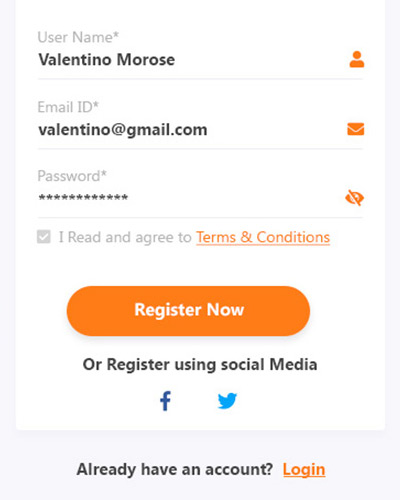 User Name*
Valentino Morose
Email ID*
valentino@gmail.com
Password*
************
I Read and agree to Terms & Conditions
Register Now
Or Register using social Media
Already have an account? Login